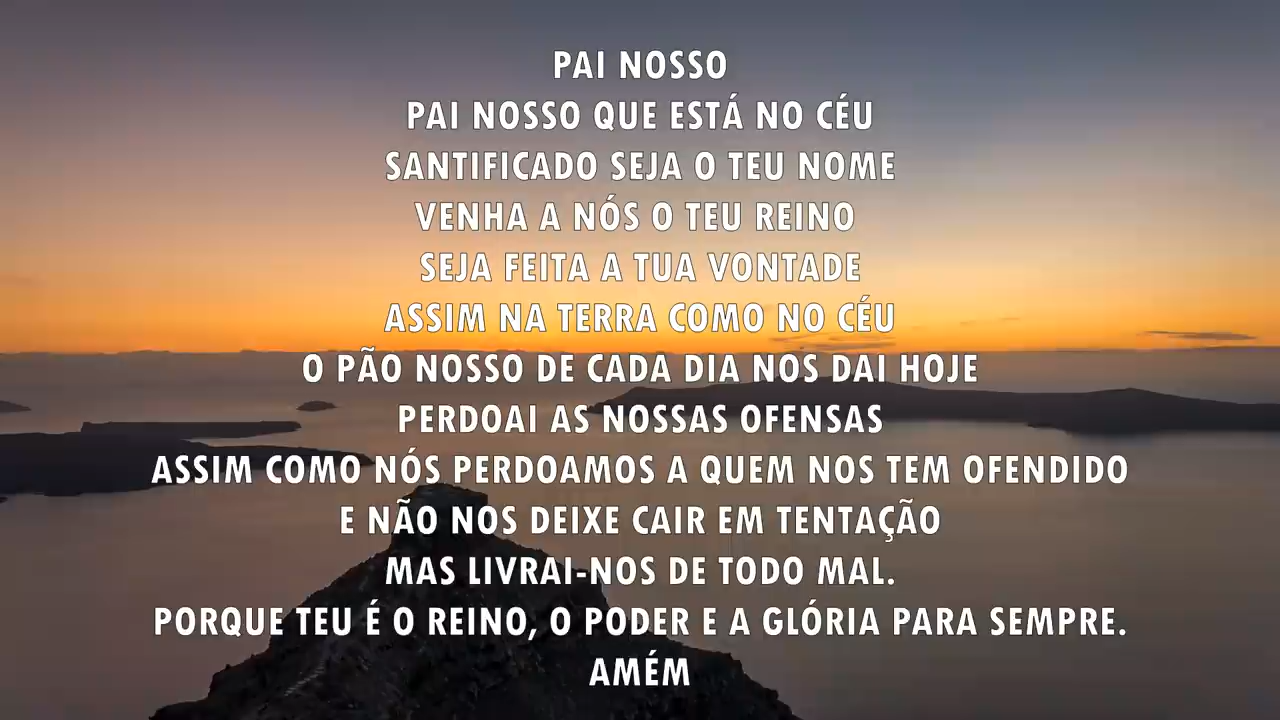 PAI NOSSO
PAI NOSSO QUE ESTÁ NO CÉU
SANTIFICADO SEJA O TEU NOME
VENHA A NÓS O TEU REINO
SEJA FEITA A TUA VONTADE
ASSIM NA TERRA COMO NO CÉU
O PÃO NOSSO DE CADA DIA NOS DAI HOJE
PERDOAI AS NOSSAS OFENSAS
ASSIM COMO NÓS PERDOAMOS A QUEM NOS TEM OFENDIDO
E NÃO NOS DEIXE CAIR EM TENTAÇÃO
MAS LIVRAI-NOS DE TODO MAL.
PORQUE TEU É O REINO, O PODER E A GLÓRIA PARA SEMPRE.
AMÉM